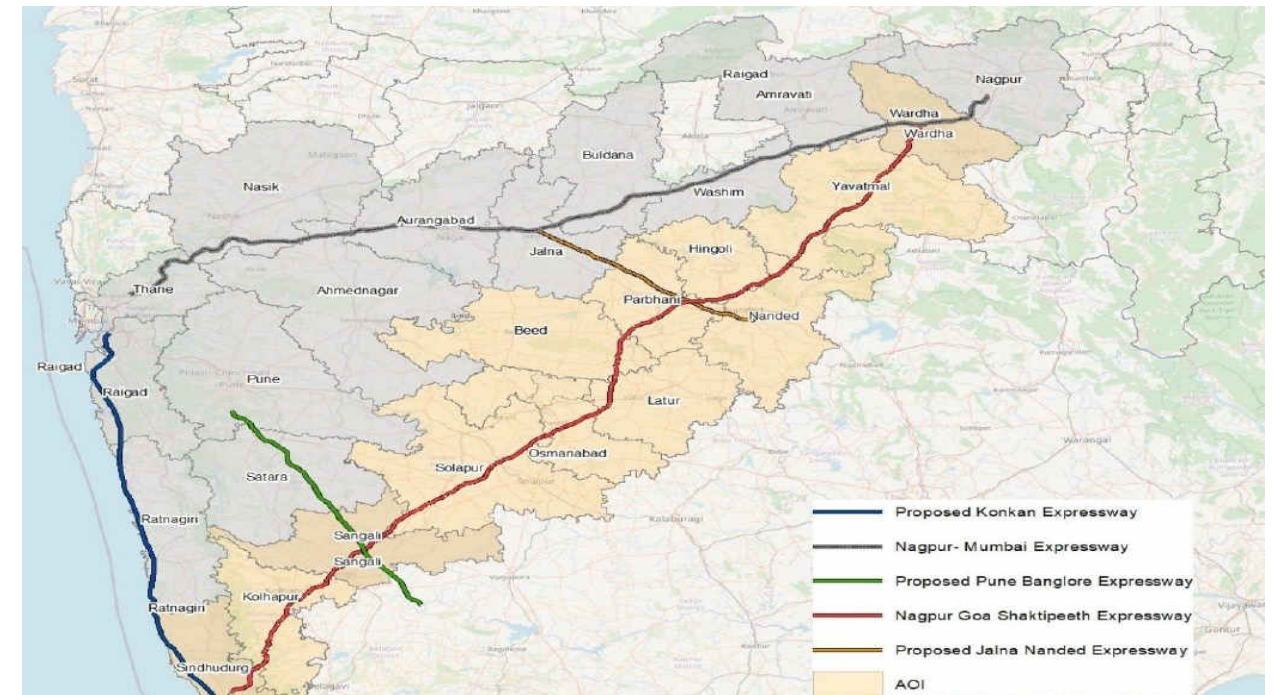 Raigad
Nagpur
Amravati
Wardha
Wardha
Buldana
Nasik
Washim
Yavatmal
Aurangabad
Hingoli
Jalna
Thane
Ahmednagar
Parbhani
Nanded
Beed
Raigad
Raigad
Pune
Latur
Osmanabad
Solapur
Satara
Ratnagiri
Sangali
Sangali
Kolhapur
Ratnagiri
Sindhudurg
Kalaburagi
Warangal
Proposed Konkan Expressway
Nagpur- Mumbai Expressway
Proposed Pune Banglore Expressway
Nagpur Goa Shaktipeeth Expressway
Proposed Jalna Nanded Expressway
AOI